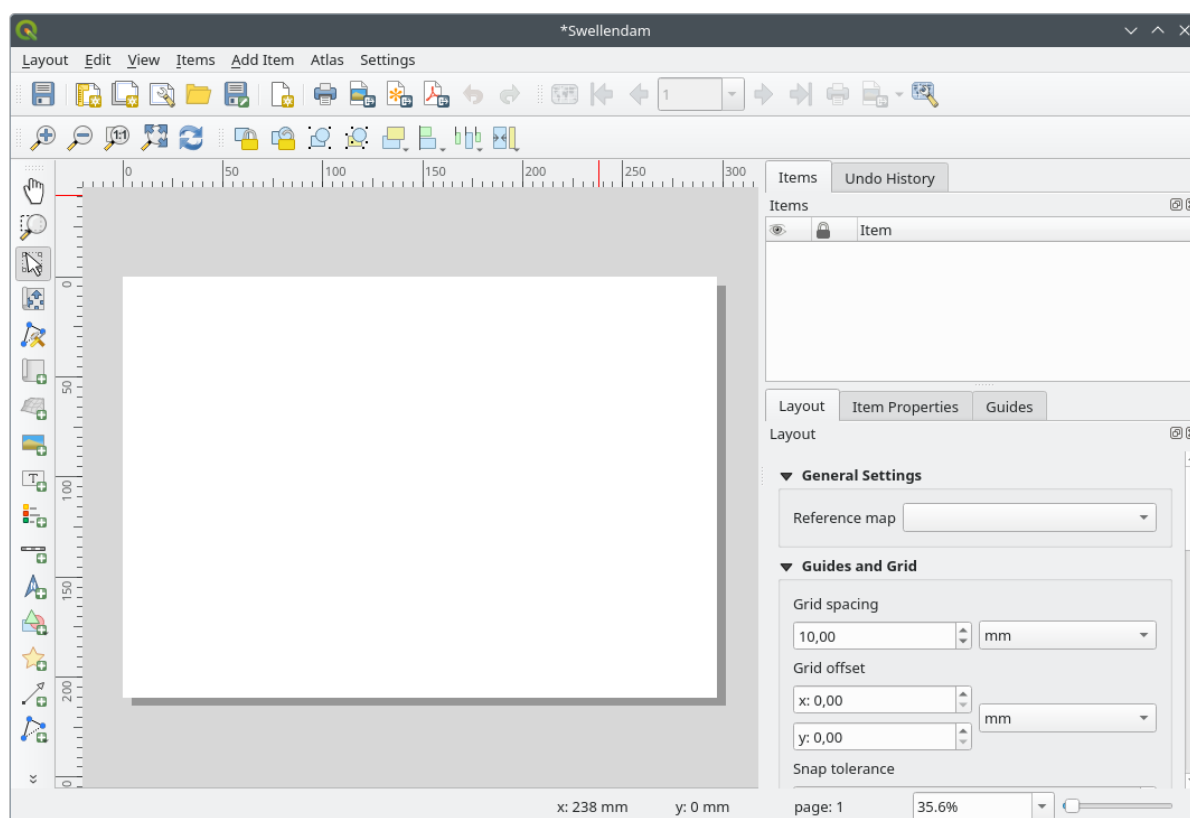 *Swellendam
Layout Edit View Items Add Item Atlas Settings
1
1:1
0 50 100 150 200 250 300
0
50
100
150
200
0
T
Items Undo History
Items
Item
Layout Item Properties Guides
Layout
General Settings
Reference map
Guides and Grid
Grid spacing
10,00 mm
Grid offset
x: 0,00
mm
y: 0,00
Snap tolerance
x: 238 mm y: 0 mm page: 1 35.6%